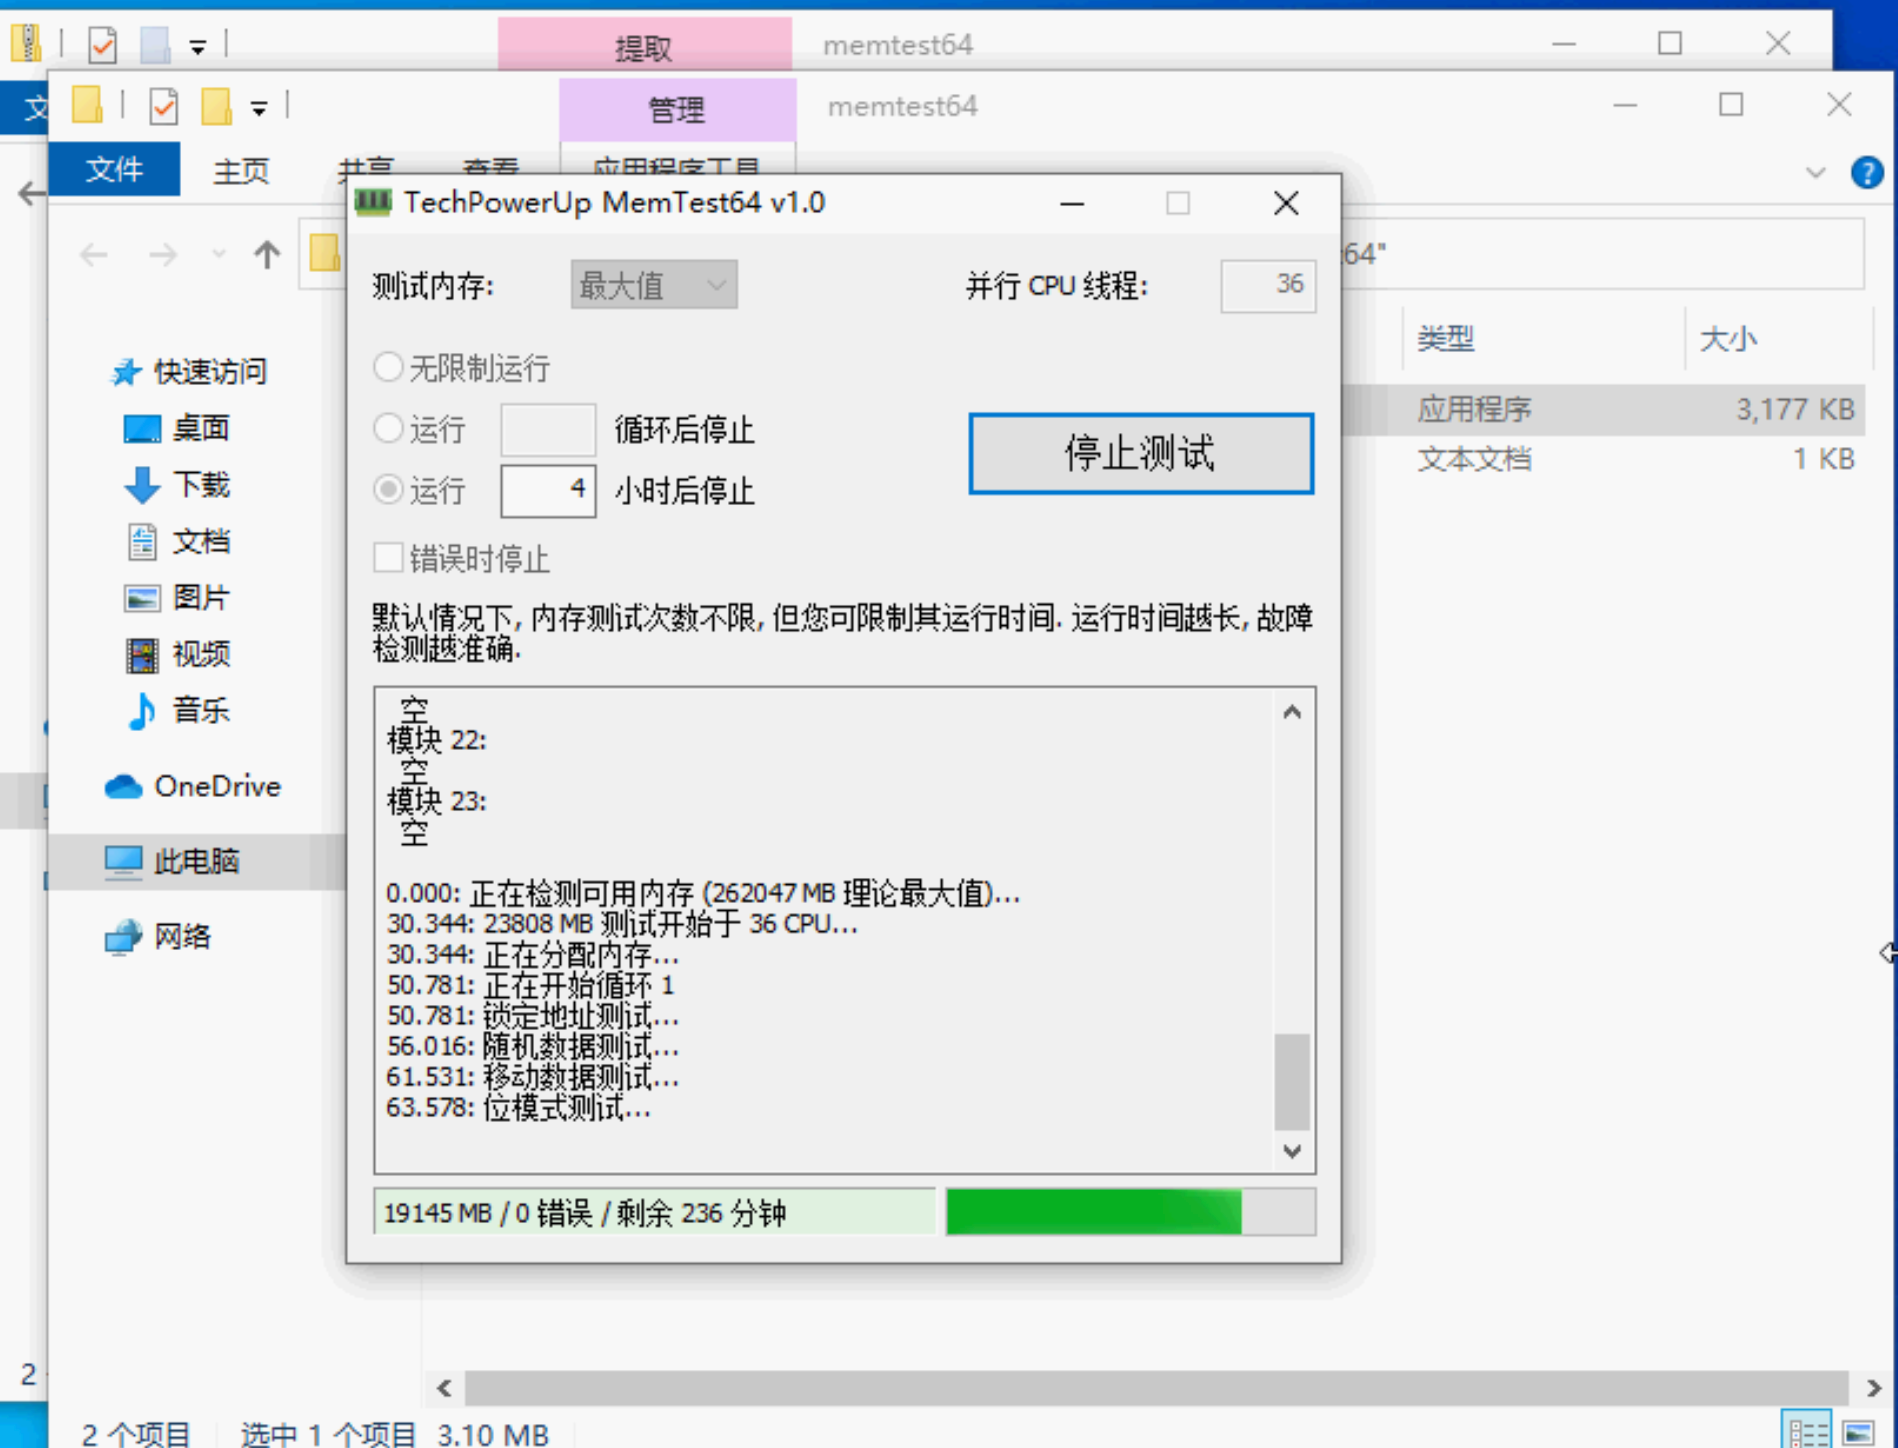 提取
memtest64
管理
memtest64
文件
主页
共享
查看
应用程序工具
TechPowerUp MemTest64 v1.0
64"
测试内存:
最大值
并行 CPU 线程:
36
无限制运行
运行
循环后停止
运行
4
小时后停止
停止测试
错误时停止
默认情况下, 内存测试次数不限, 但您可限制其运行时间. 运行时间越长, 故障
检测越准确.
空
模块 22:
空
模块 23:
空
0.000: 正在检测可用内存 (262047 MB 理论最大值)...
30.344: 23808 MB 测试开始于 36 CPU...
30.344: 正在分配内存...
50.781: 正在开始循环 1
50.781: 锁定地址测试...
56.016: 随机数据测试...
61.531: 移动数据测试...
63.578: 位模式测试...
19145 MB / 0 错误 / 剩余 236 分钟
快速访问
桌面
下载
文档
图片
视频
音乐
OneDrive
此电脑
网络
类型
大小
应用程序
3,177 KB
文本文档
1 KB
2
2 个项目
选中 1 个项目 3.10 MB